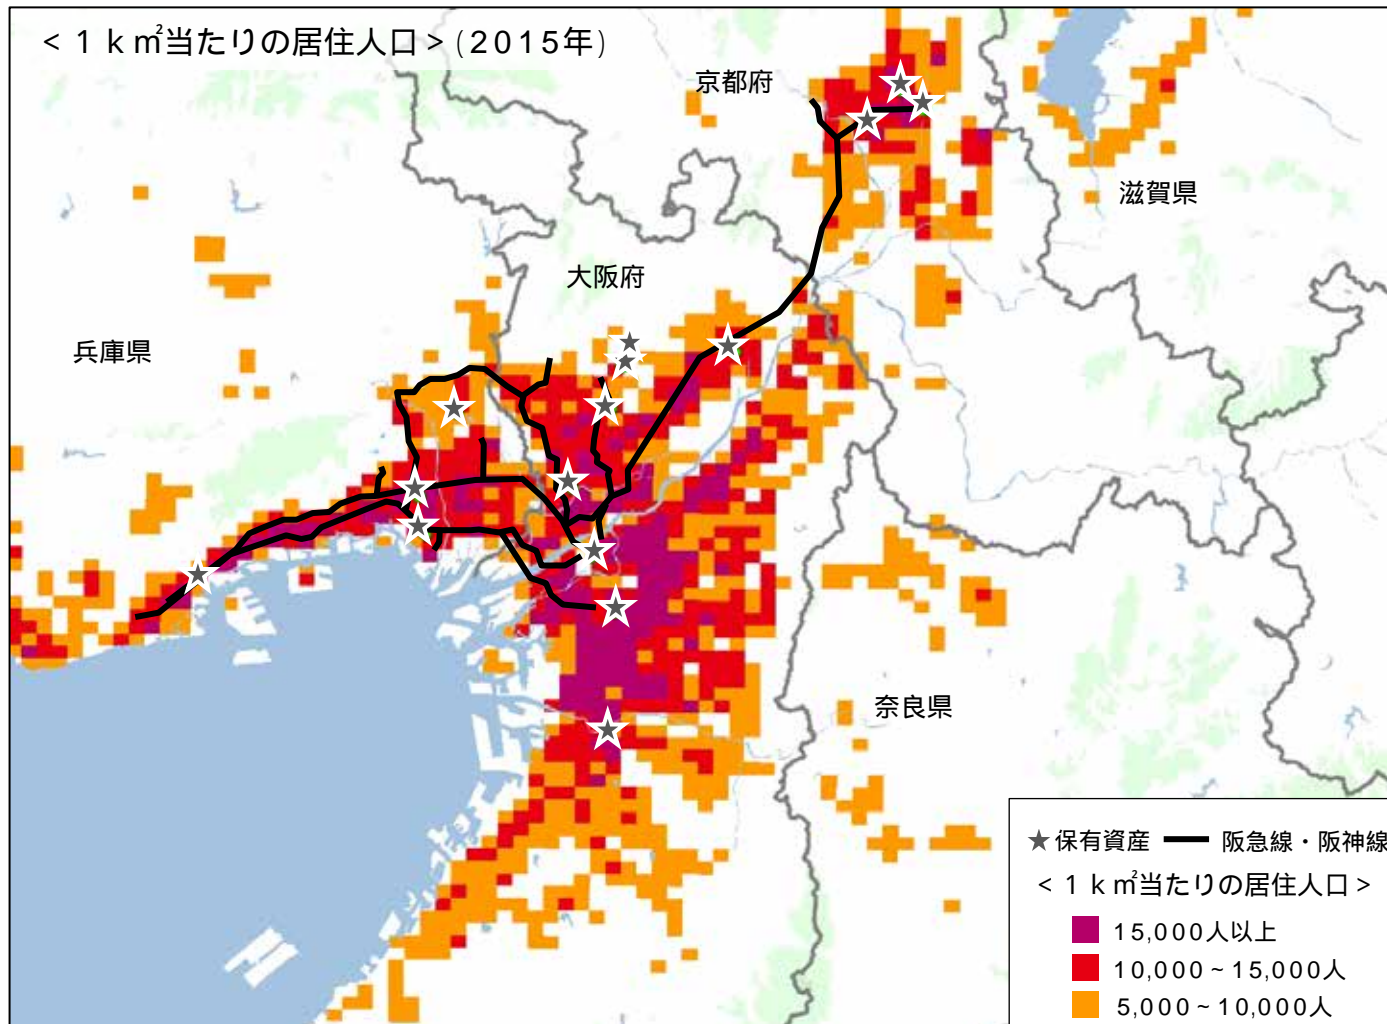 ＜１ｋ㎡当たりの居住人口＞(２０１５年)
京都府
滋賀県
大阪府
兵庫県
奈良県
★保有資産 ━ 阪急線・阪神線
＜１ｋ㎡当たりの居住人口＞
15,000人以上
10,000～15,000人
5,000～10,000人